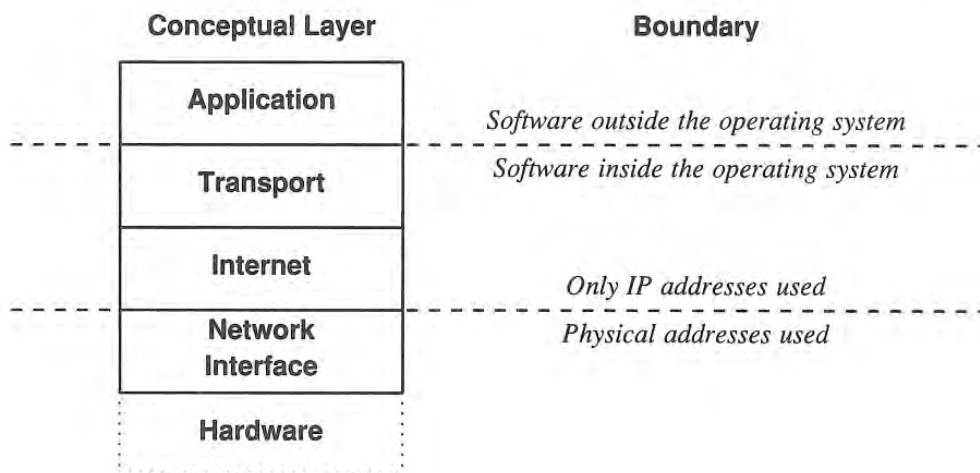 Conceptual Layer
Boundary
Application
Software outside the operating system
Software inside the operating system
Transport
Internet
Only IP addresses used
Network
Interface
Physical addresses used
Hardware